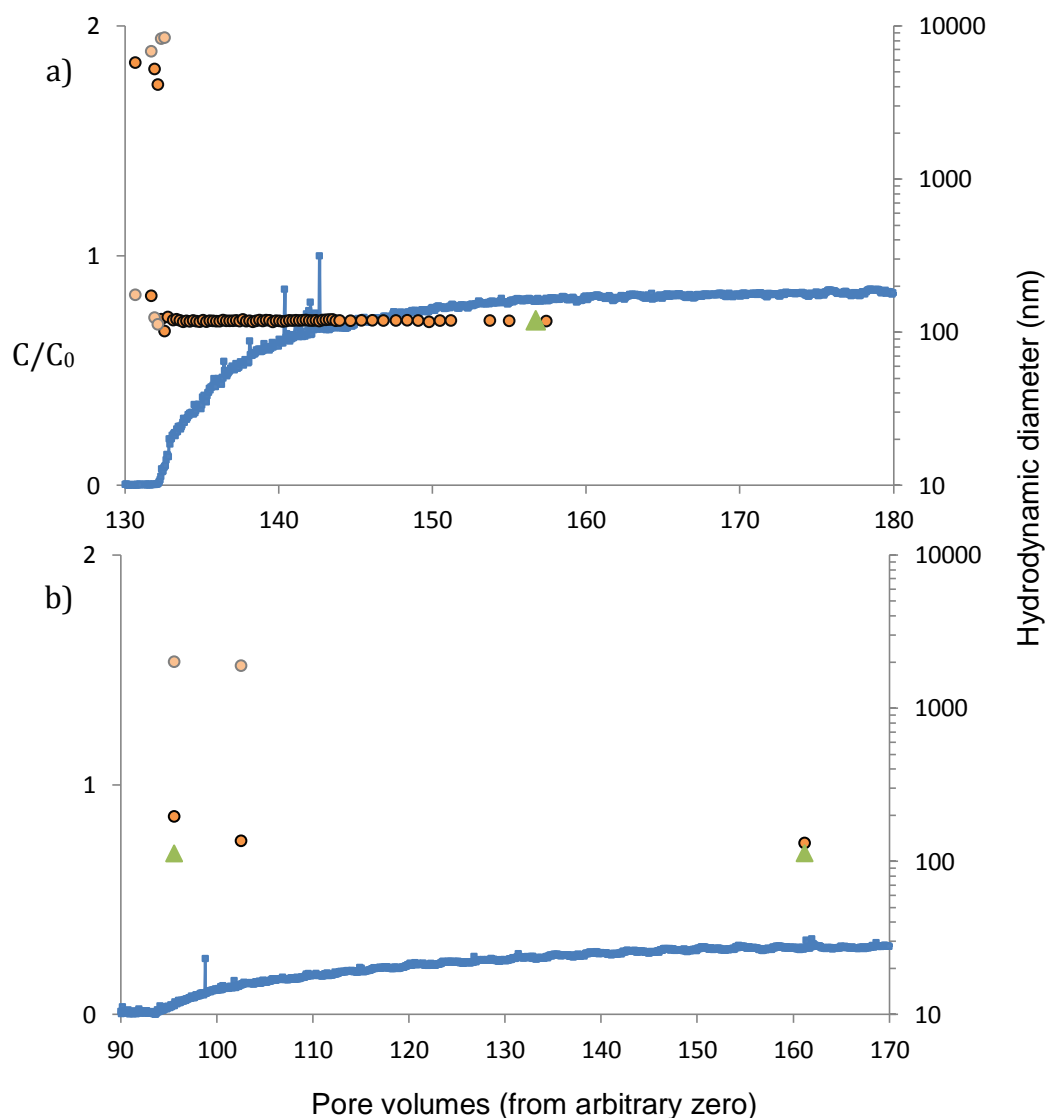 2
10000
a)
1000
1
100
C/C0
0
10
130 140 150 160 170 180
Hydrodynamic diameter (nm)
2
10000
b)
1000
1
100
0
10
90 100 110 120 130 140 150 160 170
Pore volumes (from arbitrary zero)